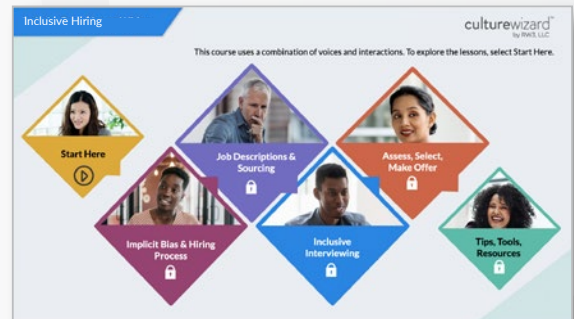 Inclusive Hiring
culturewizard™
by RW3, LLC
This course uses a combination of voices and interactions. To explore the lessons, select Start Here.
Start Here
Job Descriptions &
Sourcing
Assess, Select,
Make Offer
Implicit Bias & Hiring
Process
Inclusive
Interviewing
Tips, Tools,
Resources